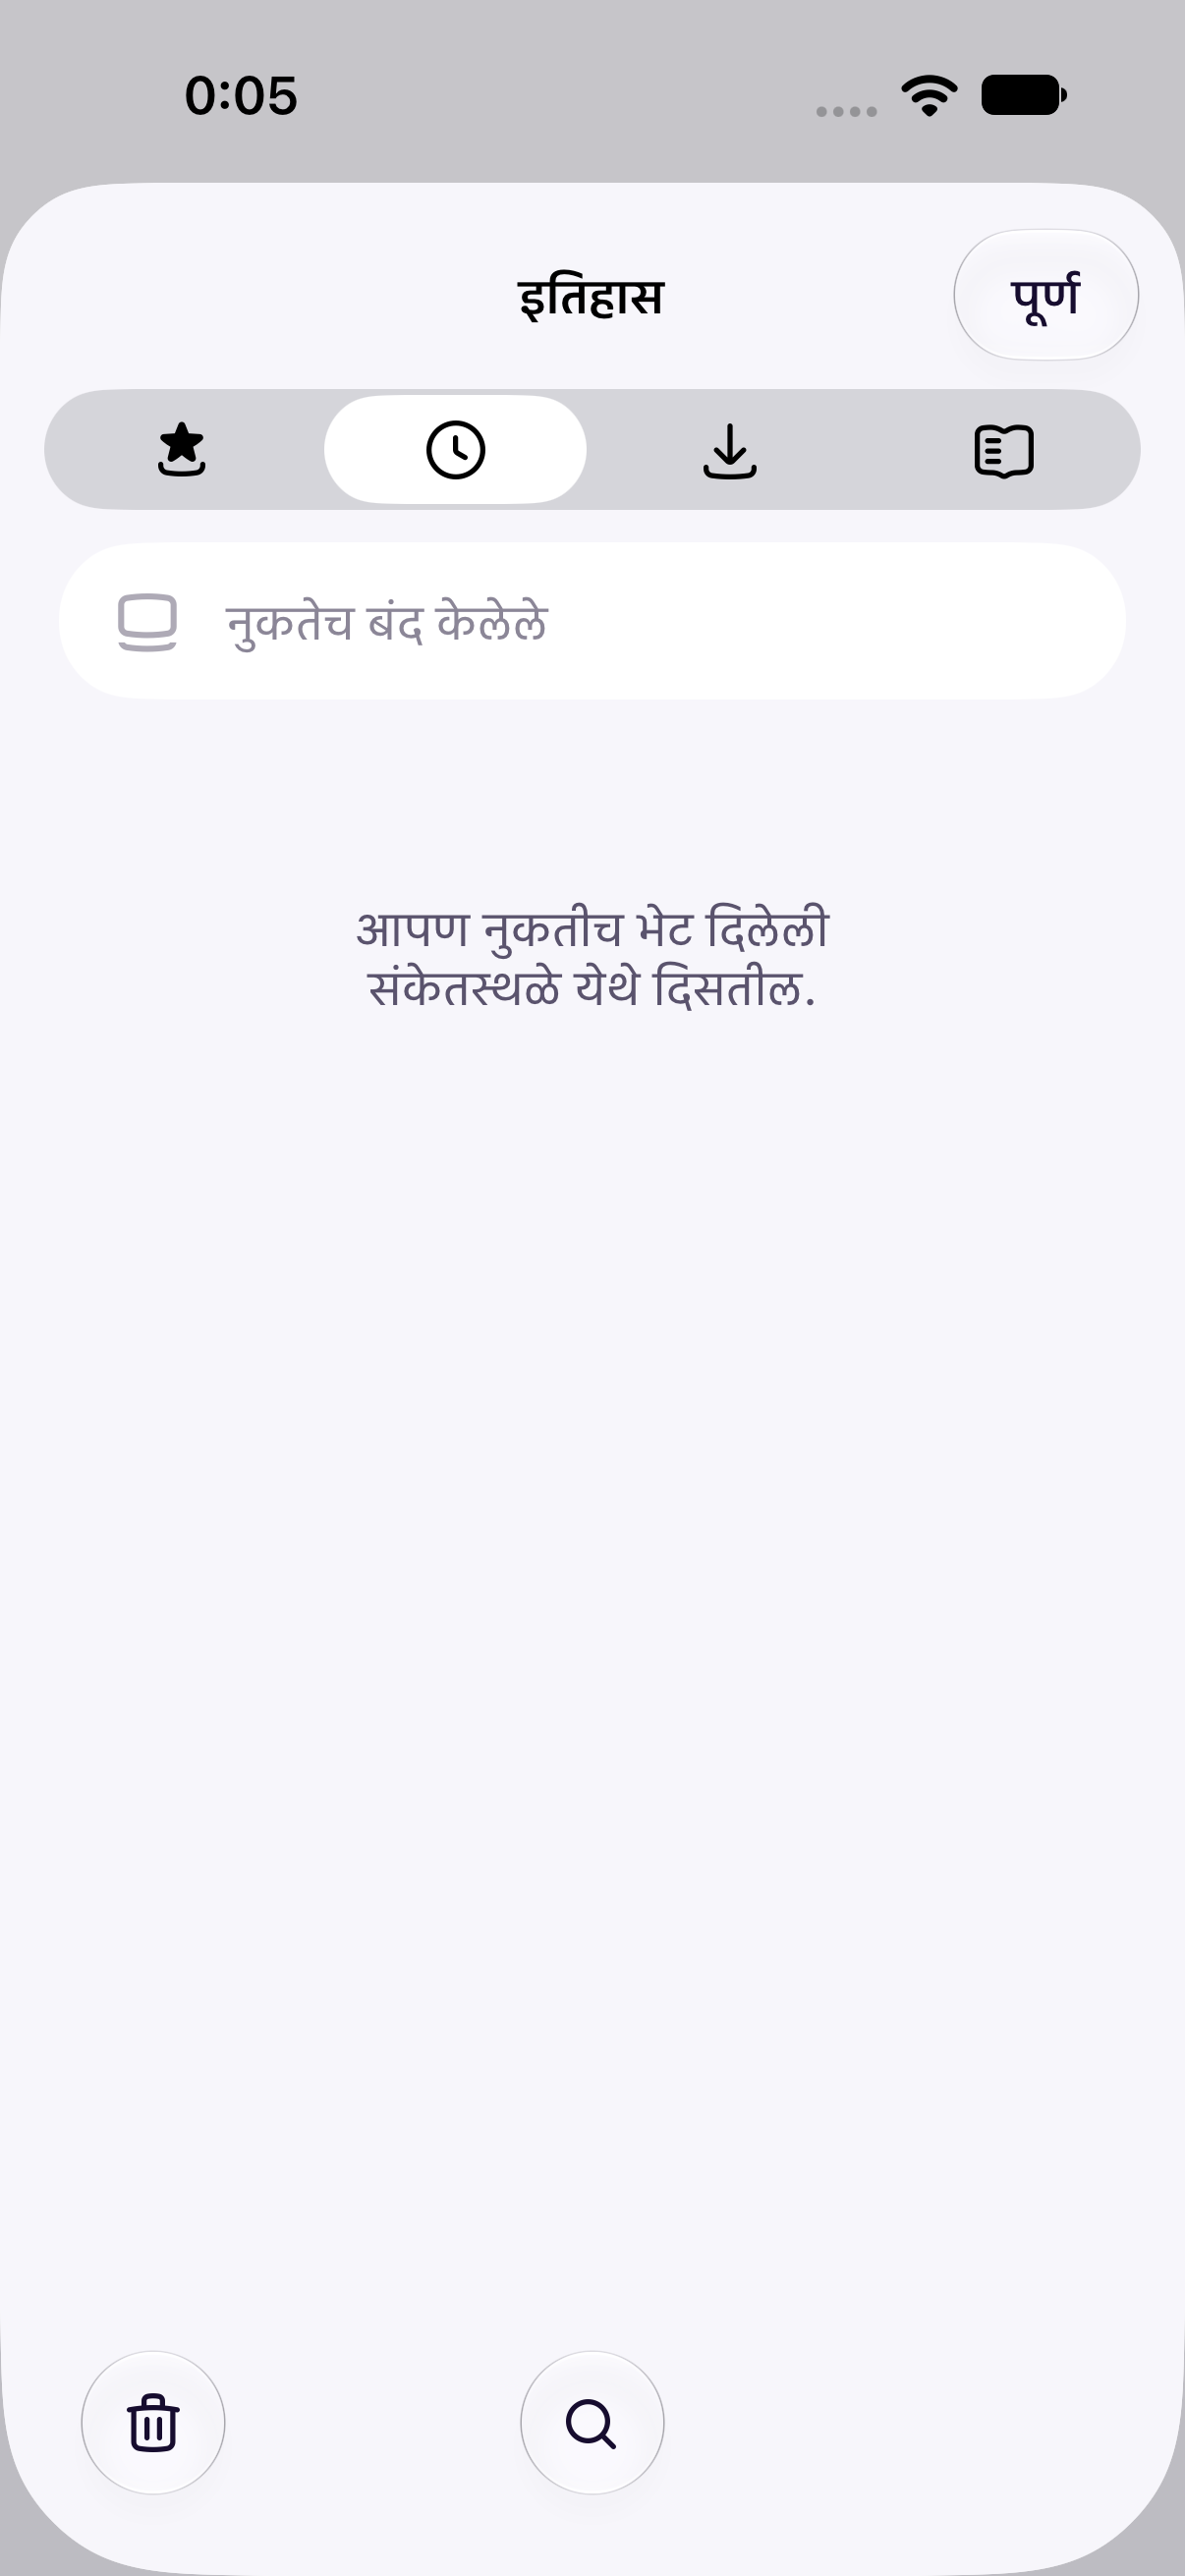 0:05
इतिहास
पूर्ण
नुकतेच बंद केलेले
आपण नुकतीच भेट दिलेली
संकेतस्थळे येथे दिसतील.